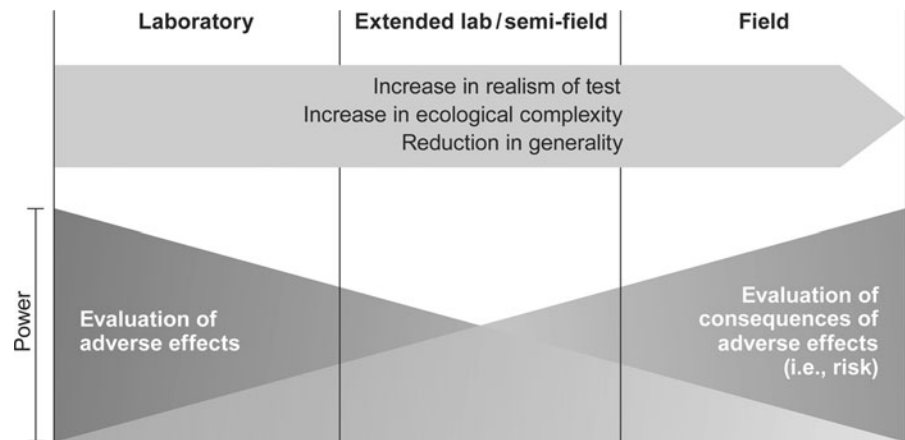 Laboratory
Extended lab/semi-field
Field
Increase in realism of test
Increase in ecological complexity
Reduction in generality
Power
Evaluation of
adverse effects
Evaluation of
consequences of
adverse effects
(i.e., risk)